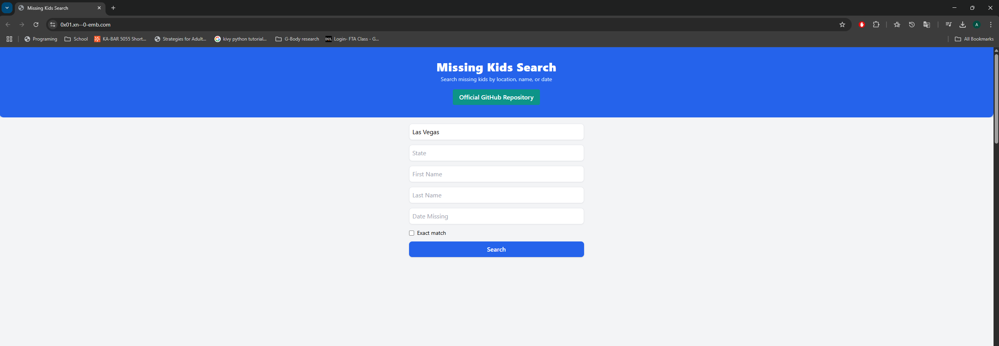 Missing Kids Search
0x01.xn--0-emb.com
A
Programing
School
KA-BAR 5055 Short...
Strategies for Adult...
kivy python tutorial...
G-Body research
D2L
Login- FTA Class - G...
All Bookmarks
Missing Kids Search
Search missing kids by location, name, or date
Official GitHub Repository
Las Vegas
State
First Name
Last Name
Date Missing
Exact match
Search